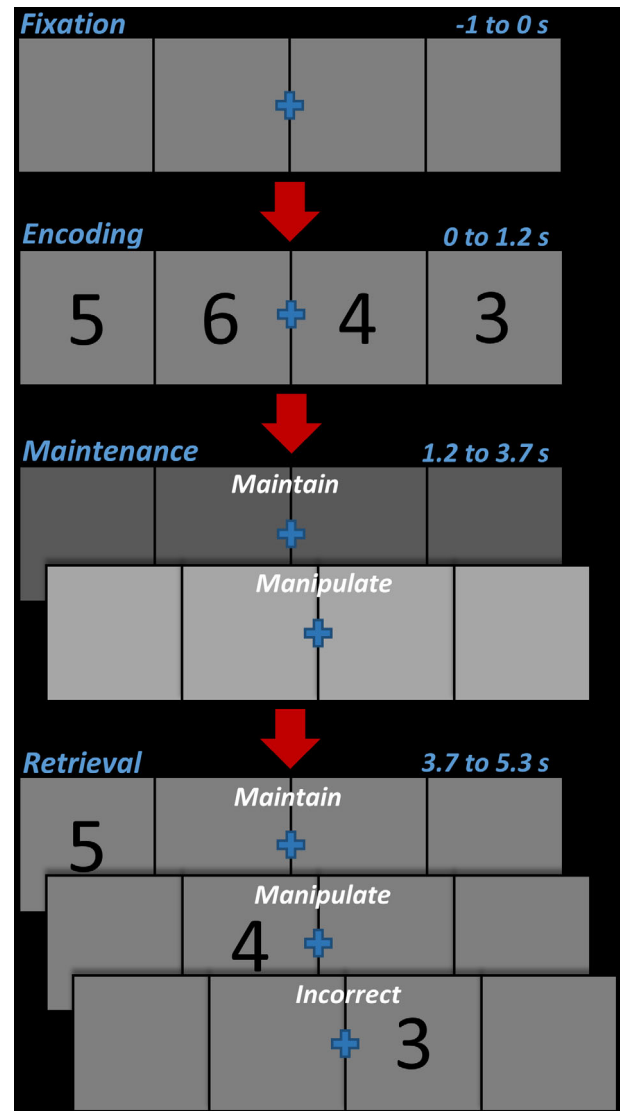 Fixation -1 to 0 s
Encoding 0 to 1.2 s
5 6 4 3
Maintenance 1.2 to 3.7 s
Maintain
Manipulate
Retrieval 3.7 to 5.3 s
Maintain
5
Manipulate
4
Incorrect
3